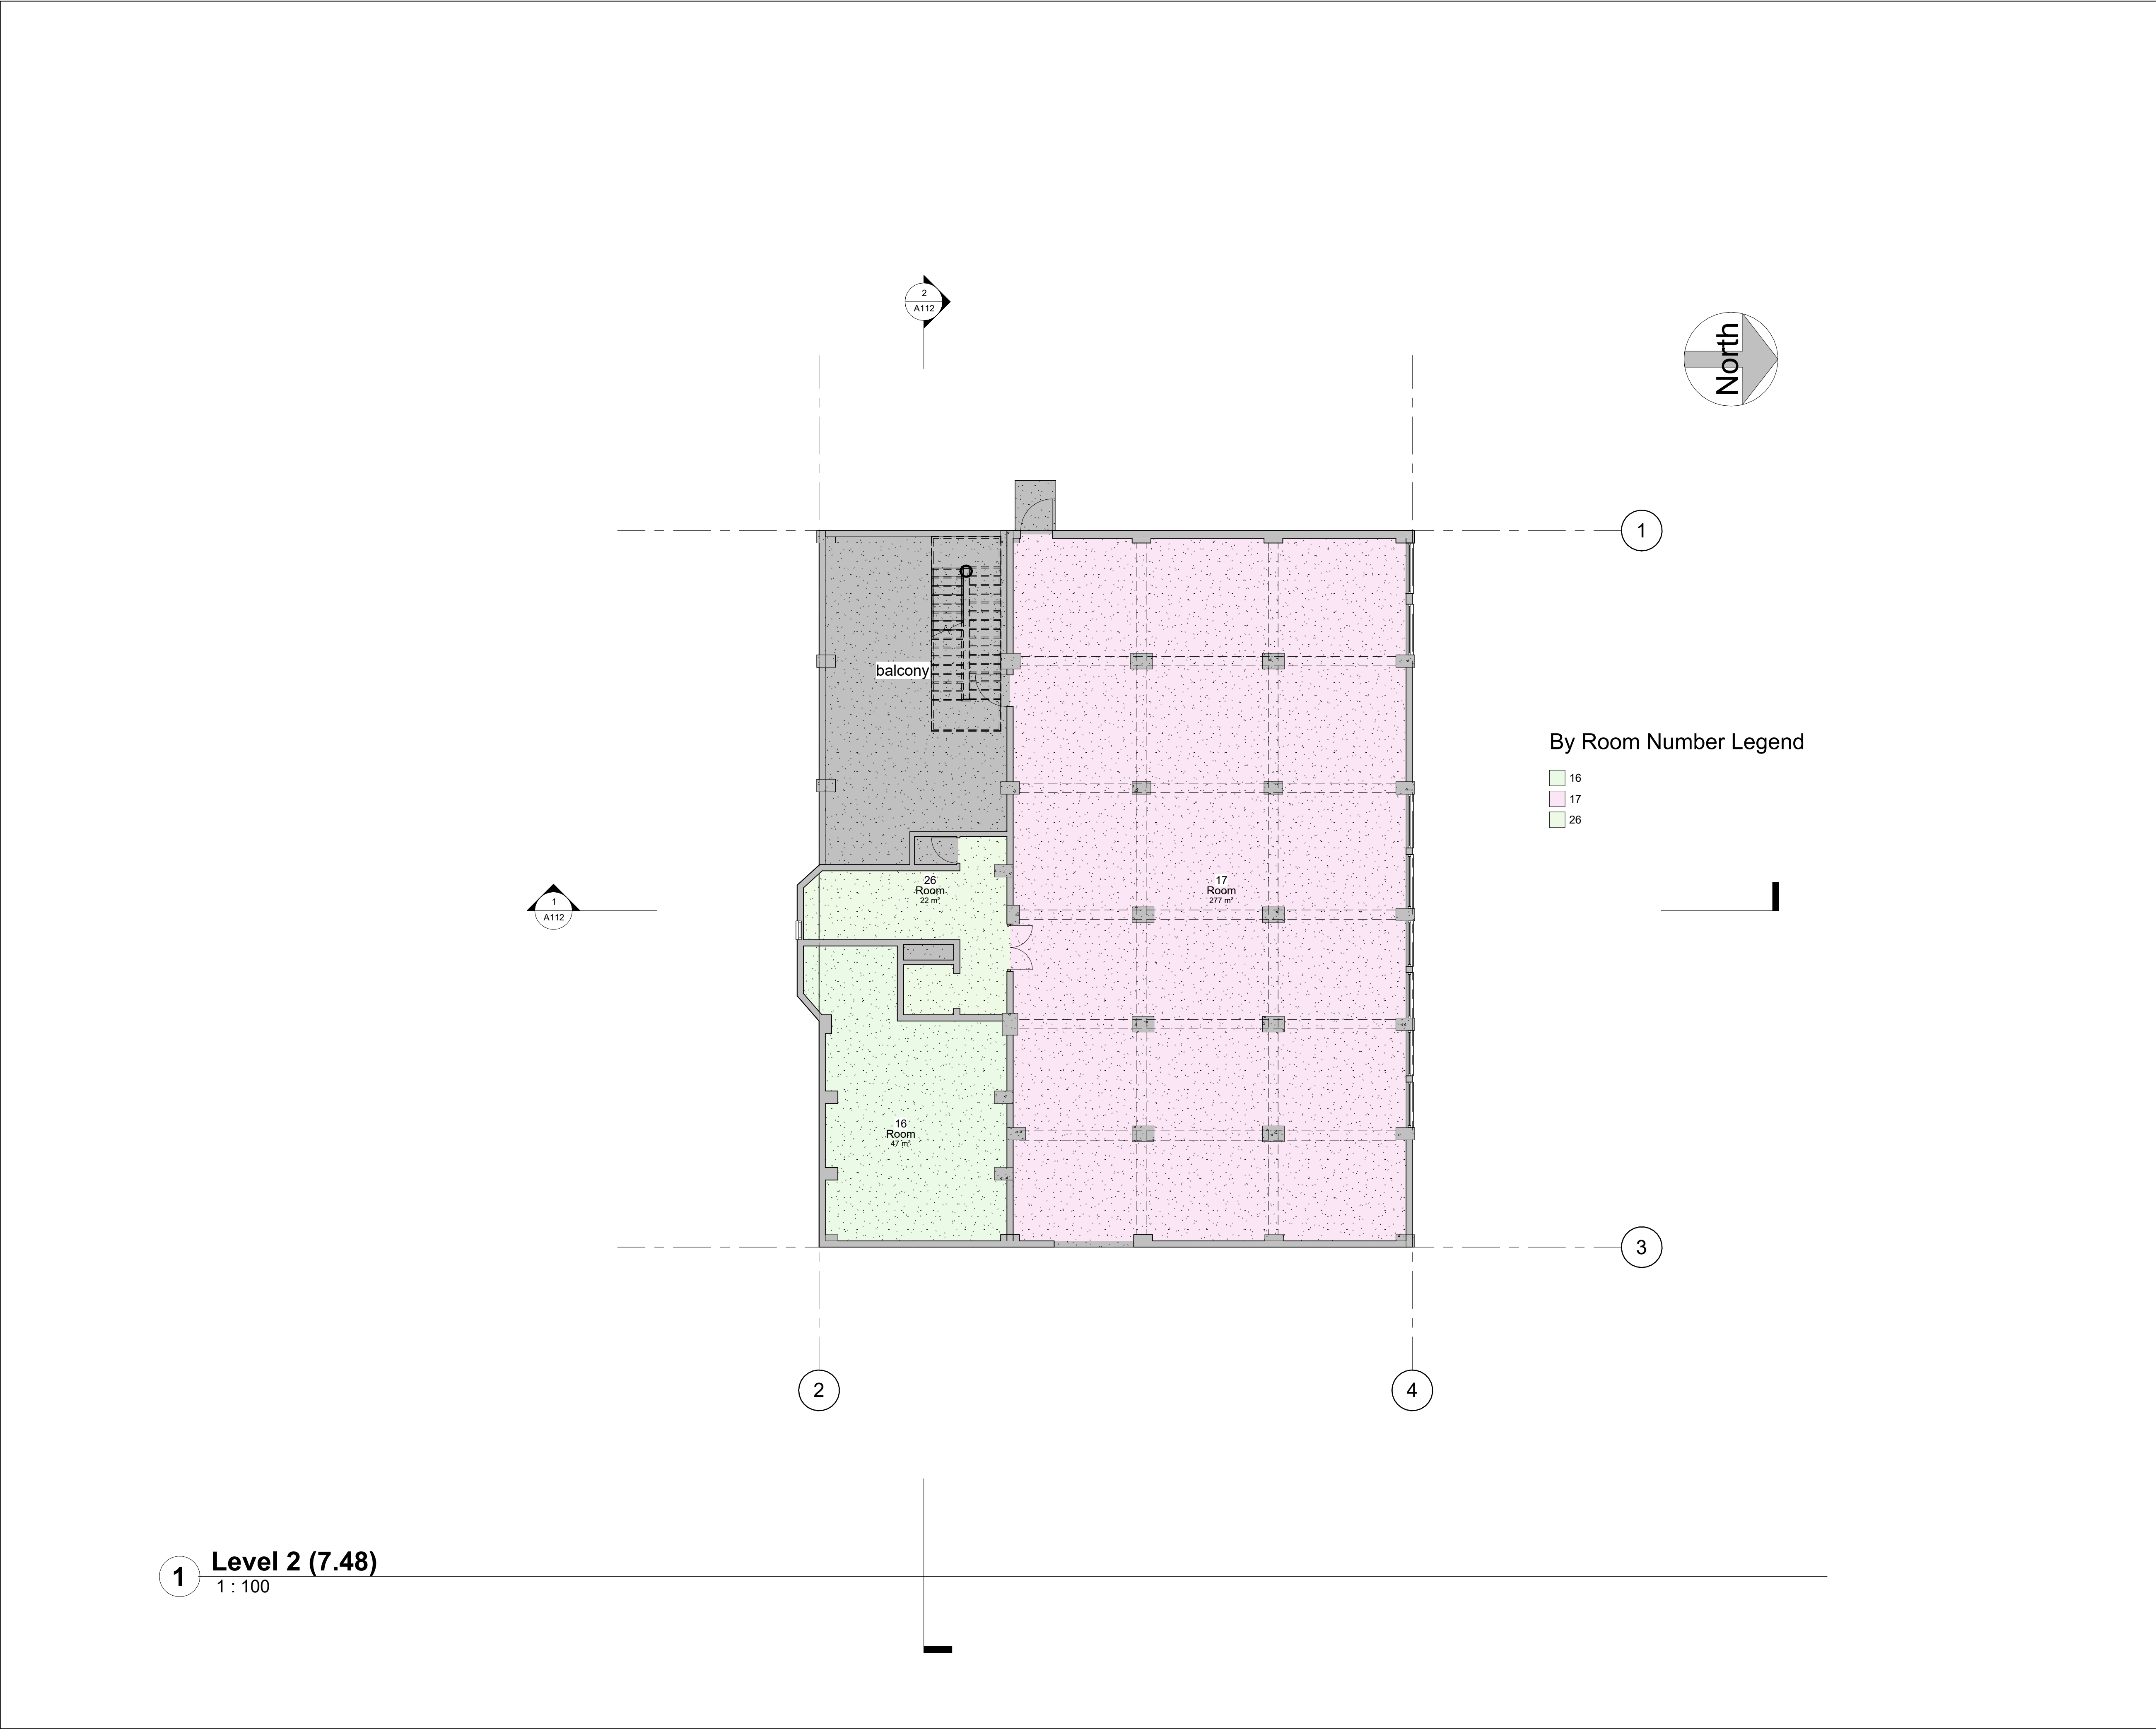 2
A112
North
1
balcony
By Room Number Legend
16
17
26
26
Room
22 m²
17
Room
277 m²
1
A112
16
Room
47 m²
3
2
4
1
Level 2 (7.48)
1 : 100